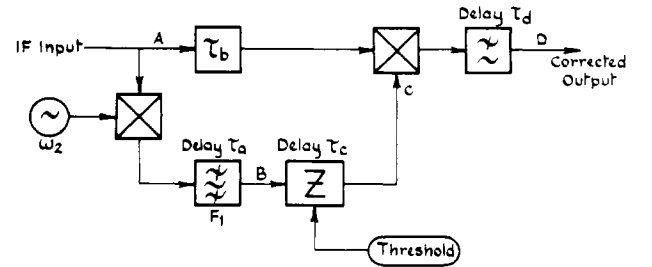 Delay τd
IF Input
A
τb
D
Corrected
Output
C
ω2
Delay τa
Delay τc
B
Z
F1
Threshold